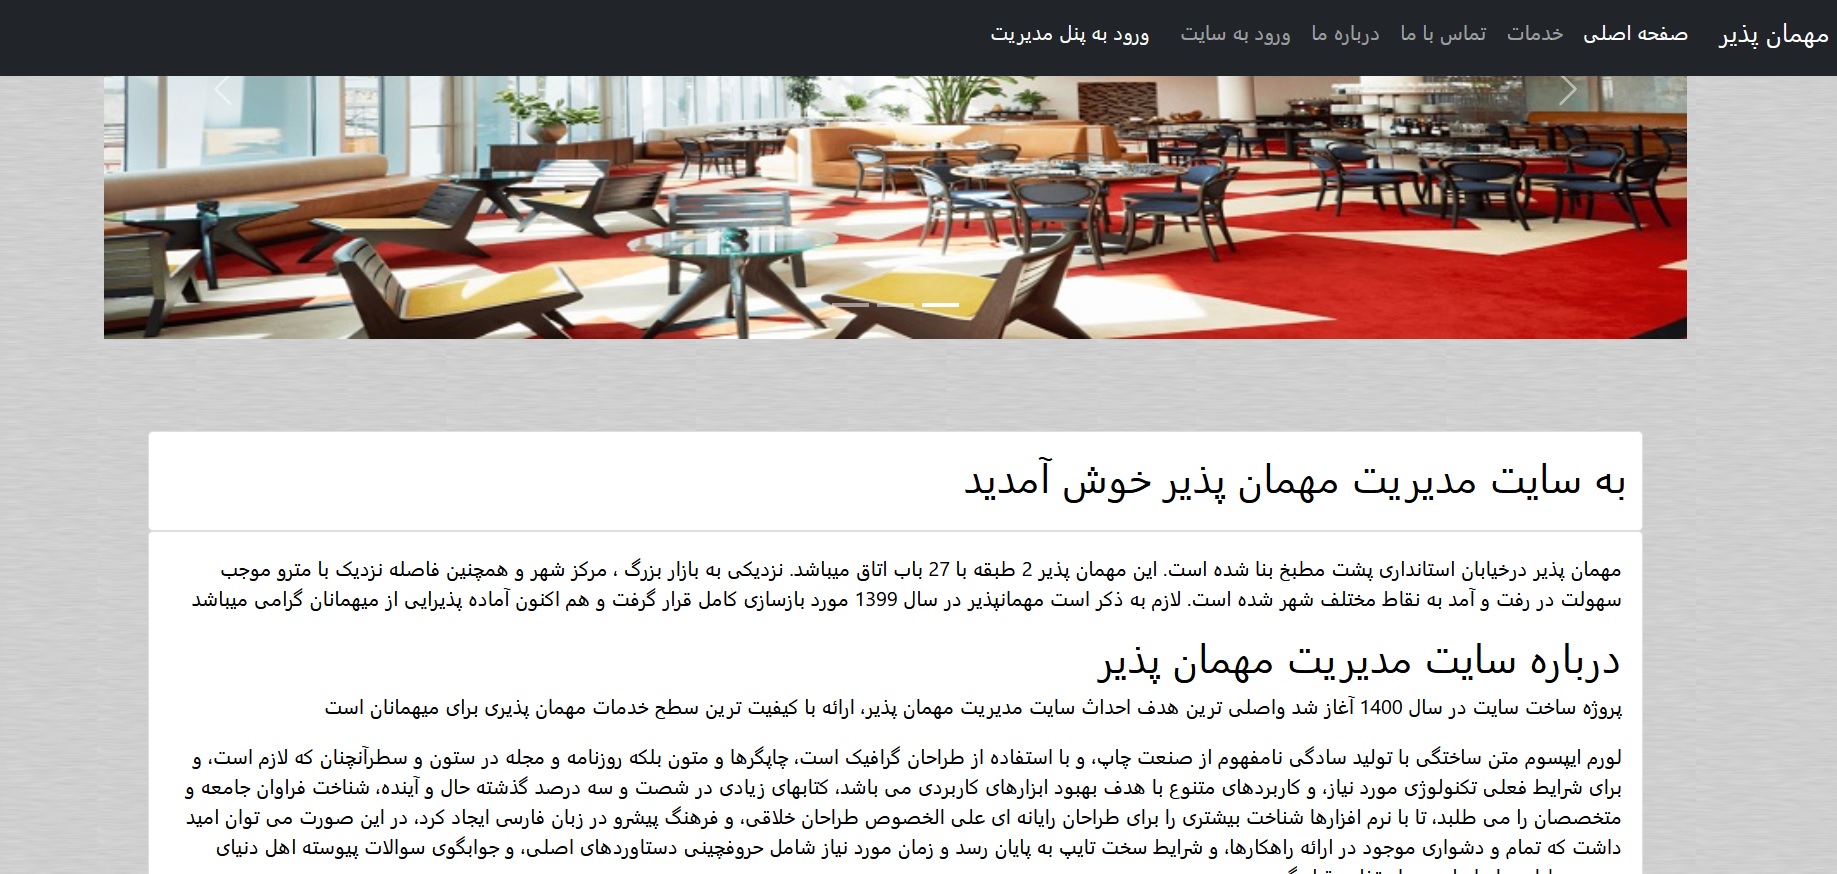 مهمان پذیر صفحه اصلی خدمات تماس با ما درباره ما ورود به سایت ورود به پنل مدیریت
به سایت مدیریت مهمان پذیر خوش آمدید
مهمان پذیر درخیابان استانداری پشت مطبخ بنا شده است. این مهمان پذیر 2 طبقه با 27 باب اتاق میباشد. نزدیکی به بازار بزرگ ، مرکز شهر و همچنین فاصله نزدیک با مترو موجب
سهولت در رفت و آمد به نقاط مختلف شهر شده است. لازم به ذکر است مهمانپذیر در سال 1399 مورد بازسازی کامل قرار گرفت و هم اکنون آماده پذیرایی از میهمانان گرامی میباشد
درباره سایت مدیریت مهمان پذیر
پروژه ساخت سایت در سال 1400 آغاز شد واصلی ترین هدف احداث سایت مدیریت مهمان پذیر، ارائه با کیفیت ترین سطح خدمات مهمان پذیری برای میهمانان است
لورم ایپسوم متن ساختگی با تولید سادگی نامفهوم از صنعت چاپ، و با استفاده از طراحان گرافیک است، چاپگرها و متون بلکه روزنامه و مجله در ستون و سطرآنچنان که لازم است، و
برای شرایط فعلی تکنولوژی مورد نیاز، و کاربردهای متنوع با هدف بهبود ابزارهای کاربردی می باشد، کتابهای زیادی در شصت و سه درصد گذشته حال و آینده، شناخت فراوان جامعه و
متخصصان را می طلبد، تا با نرم افزارها شناخت بیشتری را برای طراحان رایانه ای علی الخصوص طراحان خلاقی، و فرهنگ پیشرو در زبان فارسی ایجاد کرد، در این صورت می توان امید
داشت که تمام و دشواری موجود در ارائه راهکارها، و شرایط سخت تایپ به پایان رسد و زمان مورد نیاز شامل حروفچینی دستاوردهای اصلی، و جوابگوی سوالات پیوسته اهل دنیای